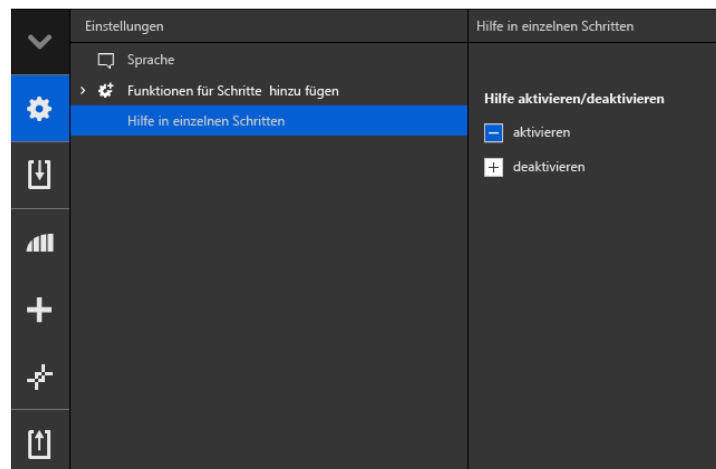 Einstellungen
Hilfe in einzelnen Schritten
Sprache
Funktionen für Schritte  hinzu fügen
Hilfe in einzelnen Schritten
Hilfe aktivieren/deaktivieren
aktivieren
deaktivieren